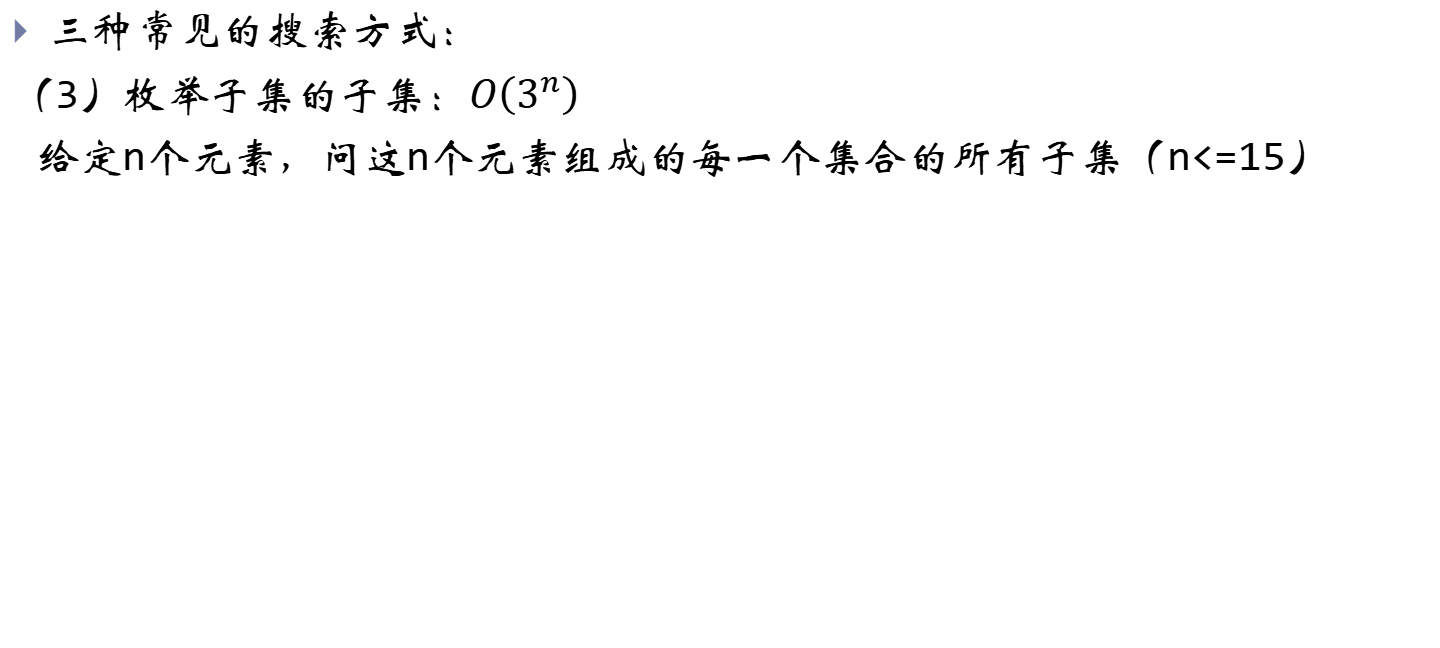 三种常见的搜索方式：
（3）枚举子集的子集：O(3ⁿ)
给定n个元素，问这n个元素组成的每一个集合的所有子集（n<=15）